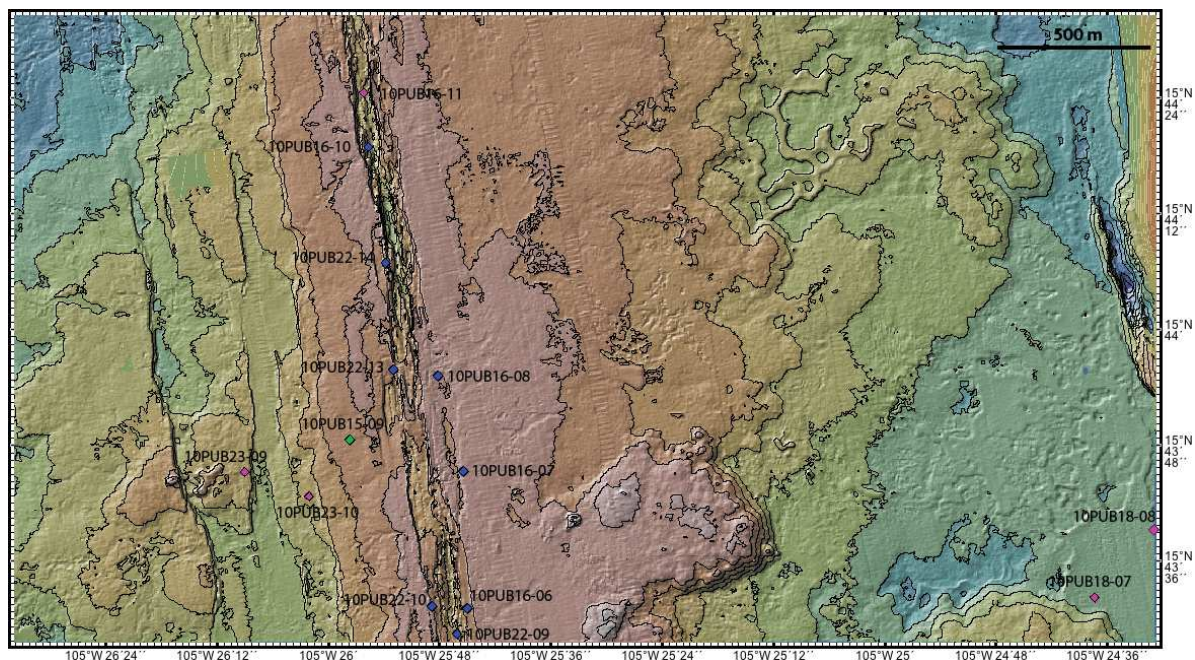 500 m
10PUB16-11
15°N
44´
24´´
10PUB16-10
15°N
44´
12´´
10PUB22-14
15°N
44´
10PUB22-13
10PUB16-08
10PUB15-09
15°N
43´
48´´
10PUB23-09
10PUB16-07
10PUB23-10
10PUB18-08
15°N
43´
36´´
10PUB18-07
10PUB22-10
10PUB16-06
10PUB22-09
105°W 26´24´´
105°W 26´12´´
105°W 26´
105°W 25´48´´
105°W 25´36´´
105°W 25´24´´
105°W 25´12´´
105°W 25´
105°W 24´48´´
105°W 24´36´´